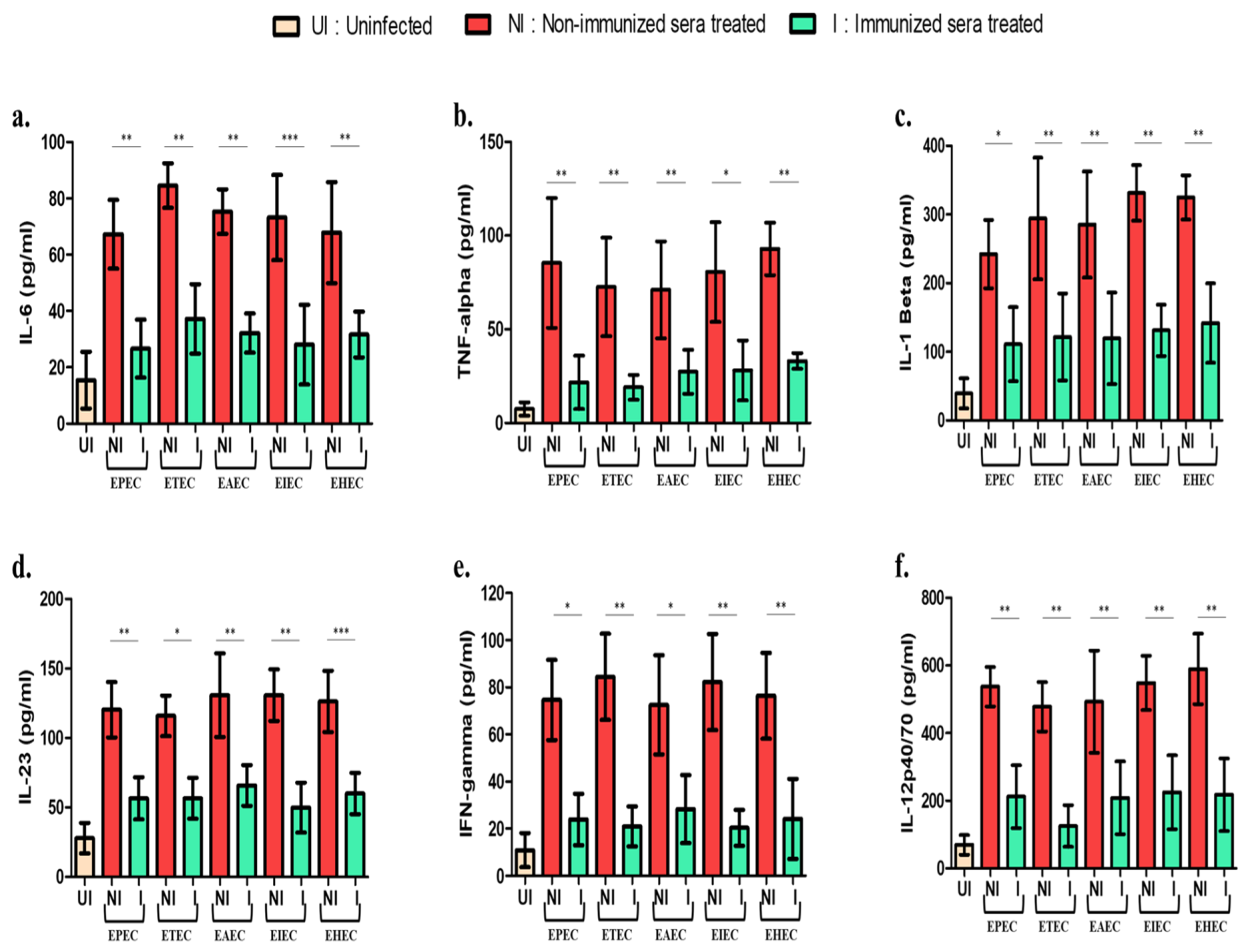 UI : Uninfected NI : Non-immunized sera treated I : Immunized sera treated
a.
IL-6 (pg/ml)
100
80
60
40
20
0
** ** ** *** **
UI NI I NI I NI I NI I NI I
EPEC ETEC EAEC EIEC EHEC
b.
TNF-alpha (pg/ml)
150
100
50
0
** ** ** * **
UI NI I NI I NI I NI I NI I
EPEC ETEC EAEC EIEC EHEC
c.
IL-1 Beta (pg/ml)
400
300
200
100
0
* ** ** ** **
UI NI I NI I NI I NI I NI I
EPEC ETEC EAEC EIEC EHEC
d.
IL-23 (pg/ml)
200
150
100
50
0
** * ** ** ***
UI NI I NI I NI I NI I NI I
EPEC ETEC EAEC EIEC EHEC
e.
IFN-gamma (pg/ml)
120
100
80
60
40
20
0
* ** * ** **
UI NI I NI I NI I NI I NI I
EPEC ETEC EAEC EIEC EHEC
f.
IL-12p40/70 (pg/ml)
800
600
400
200
0
** ** ** ** **
UI NI I NI I NI I NI I NI I
EPEC ETEC EAEC EIEC EHEC